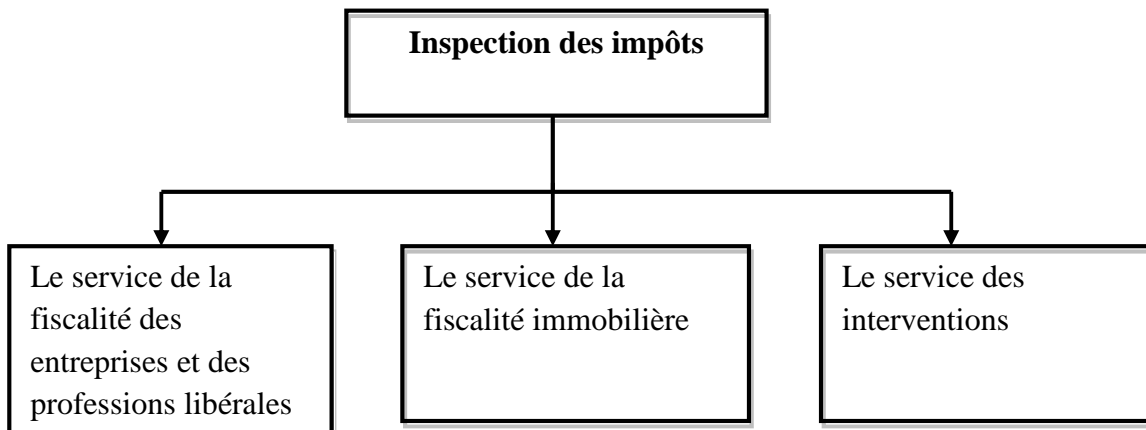 Inspection des impôts
Le service de la
fiscalité des
entreprises et des
professions libérales
Le service de la
fiscalité immobilière
Le service des
interventions